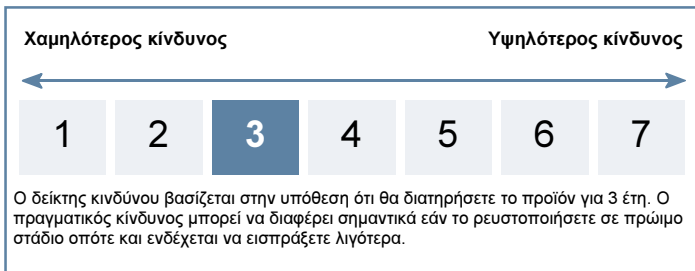 Χαμηλότερος κίνδυνος Υψηλότερος κίνδυνος
1 2 3 4 5 6 7
Ο δείκτης κινδύνου βασίζεται στην υπόθεση ότι θα διατηρήσετε το προϊόν για 3 έτη. Ο
πραγματικός κίνδυνος μπορεί να διαφέρει σημαντικά εάν το ρευστοποιήσετε σε πρώιμο
στάδιο οπότε και ενδέχεται να εισπράξετε λιγότερα.